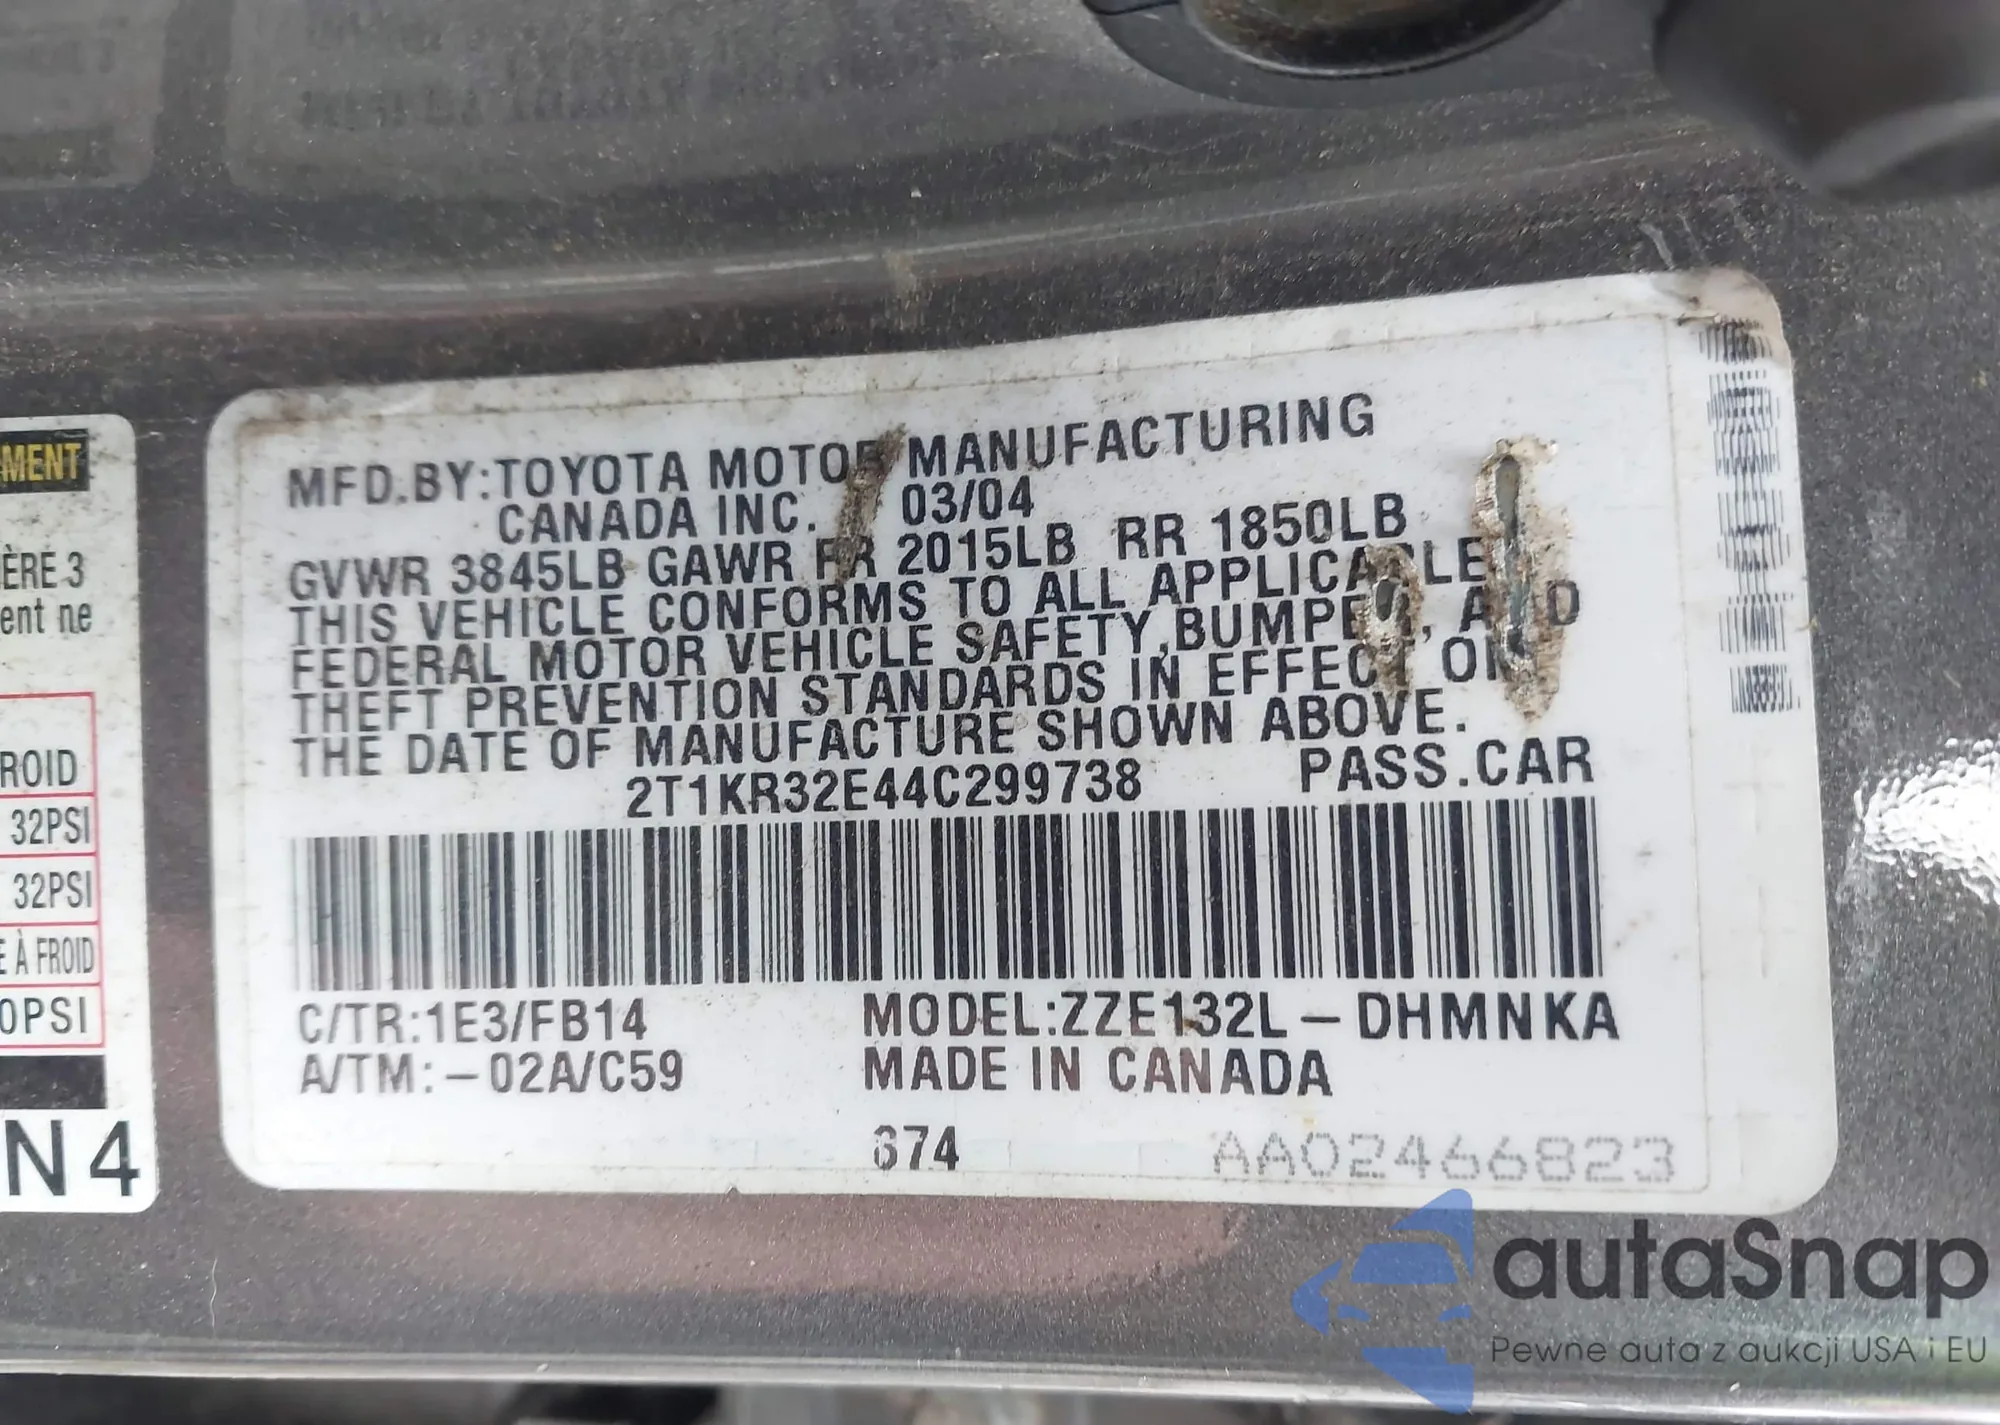 MENT
ÈRE 3
ent ne
ROID
32PSI
32PSI
E À FROID
0PSI
N4
MFD.BY:TOYOTA MOTOR MANUFACTURING
CANADA INC. 03/04
GVWR 3845LB GAWR FR 2015LB RR 1850LB
THIS VEHICLE CONFORMS TO ALL APPLICABLE
FEDERAL MOTOR VEHICLE SAFETY,BUMPER, AND
THEFT PREVENTION STANDARDS IN EFFECT ON
THE DATE OF MANUFACTURE SHOWN ABOVE.
2T1KR32E44C299738 PASS.CAR
C/TR:1E3/FB14 MODEL:ZZE132L-DHMNKA
A/TM:-02A/C59 MADE IN CANADA
674 AA02466823
autaSnap
Pewne auta z aukcji USA i EU